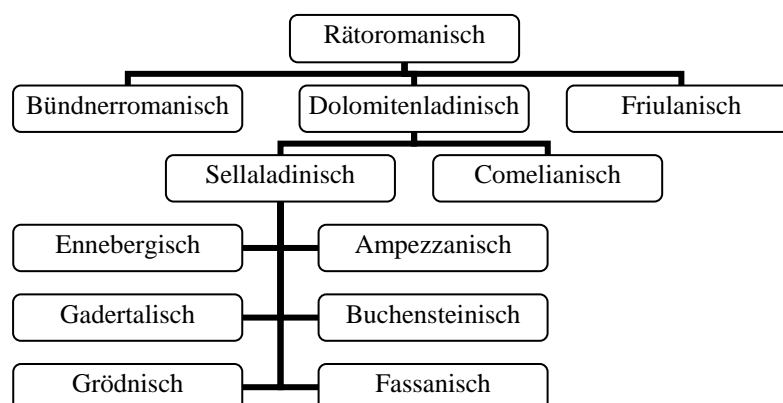 Rätoromanisch
Bündnerromanisch
Dolomitenladinisch
Friulanisch
Sellaladinisch
Comelianisch
Ennebergisch
Ampezzanisch
Gadertalisch
Buchensteinisch
Grödnisch
Fassanisch